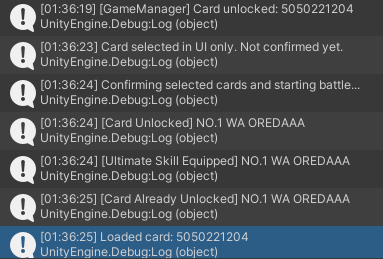 [01:36:19] [GameManager] Card unlocked: 5050221204
UnityEngine.Debug:Log (object)
[01:36:23] Card selected in UI only. Not confirmed yet.
UnityEngine.Debug:Log (object)
[01:36:24] Confirming selected cards and starting battle...
UnityEngine.Debug:Log (object)
[01:36:24] [Card Unlocked] NO.1 WA OREDAAA
UnityEngine.Debug:Log (object)
[01:36:24] [Ultimate Skill Equipped] NO.1 WA OREDAAA
UnityEngine.Debug:Log (object)
[01:36:25] [Card Already Unlocked] NO.1 WA OREDAAA
UnityEngine.Debug:Log (object)
[01:36:25] Loaded card: 5050221204
UnityEngine.Debug:Log (object)